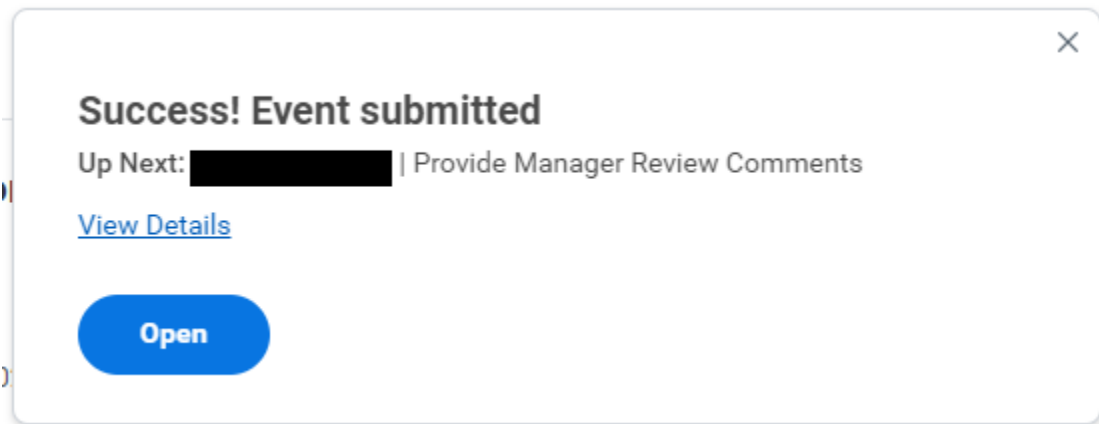 Success! Event submitted
Up Next: | Provide Manager Review Comments
View Details
Open